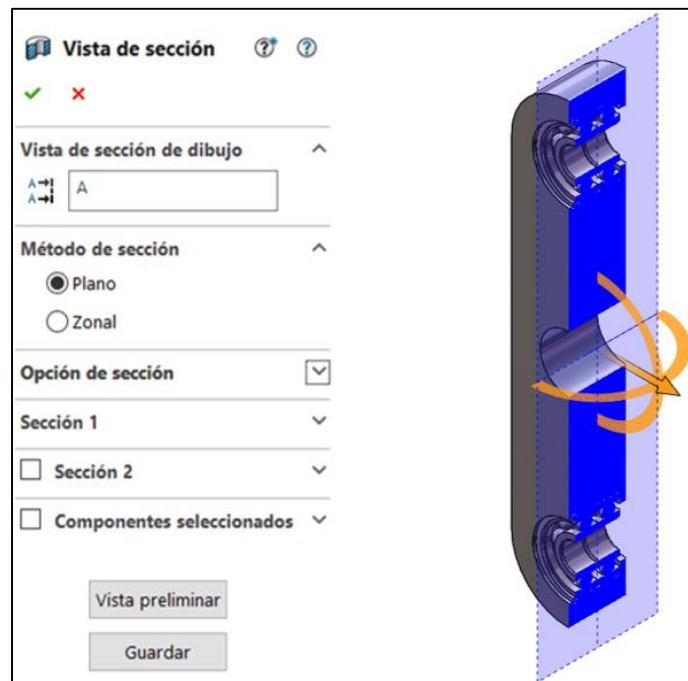 Vista de sección
Vista de sección de dibujo
A
Método de sección
Plano
Zonal
Opción de sección
Sección 1
Sección 2
Componentes seleccionados
Vista preliminar
Guardar